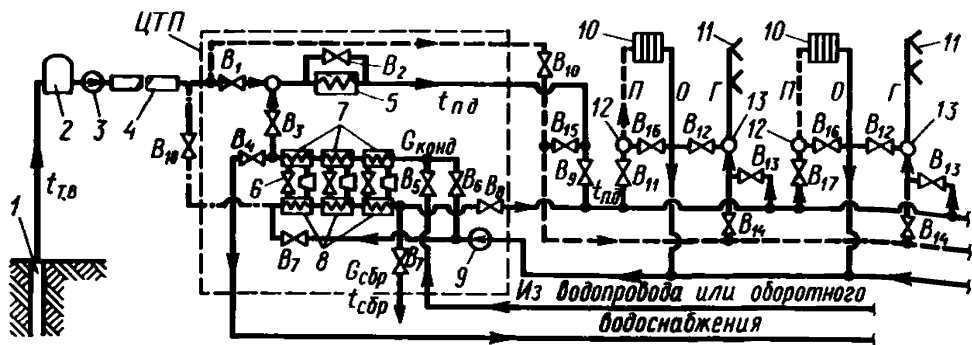 ЦТП
B₁
B₂
10
11
10
11
B₁₀
2
3
4
5
tпд
12
П
О
Г
13
12
П
О
Г
13
B₁₈
B₃
7
Gконд
B₁₅
B₁₆
B₁₂
B₁₆
B₁₂
B₄
B₅
B₆
B₈
B₉
tпд
B₁₁
B₁₃
B₁₇
B₁₃
6
tт.в
1
B₇
8
B₇
9
B₁₄
B₁₄
Gсбр
tсбр
Из водопровода или оборотного
водоснабжения